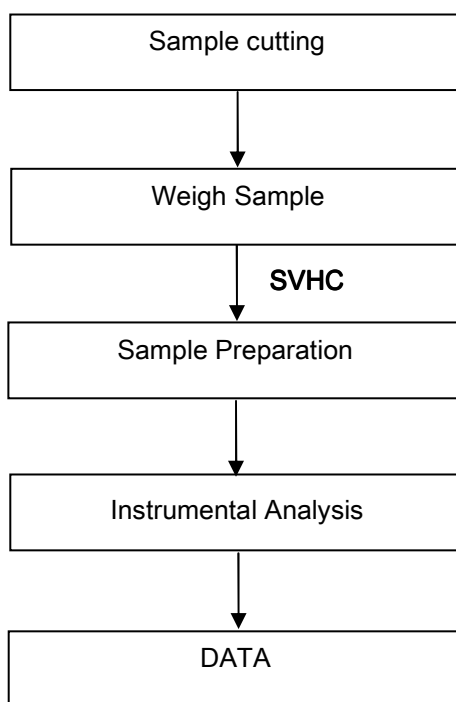 Sample cutting
Weigh Sample
SVHC
Sample Preparation
Instrumental Analysis
DATA